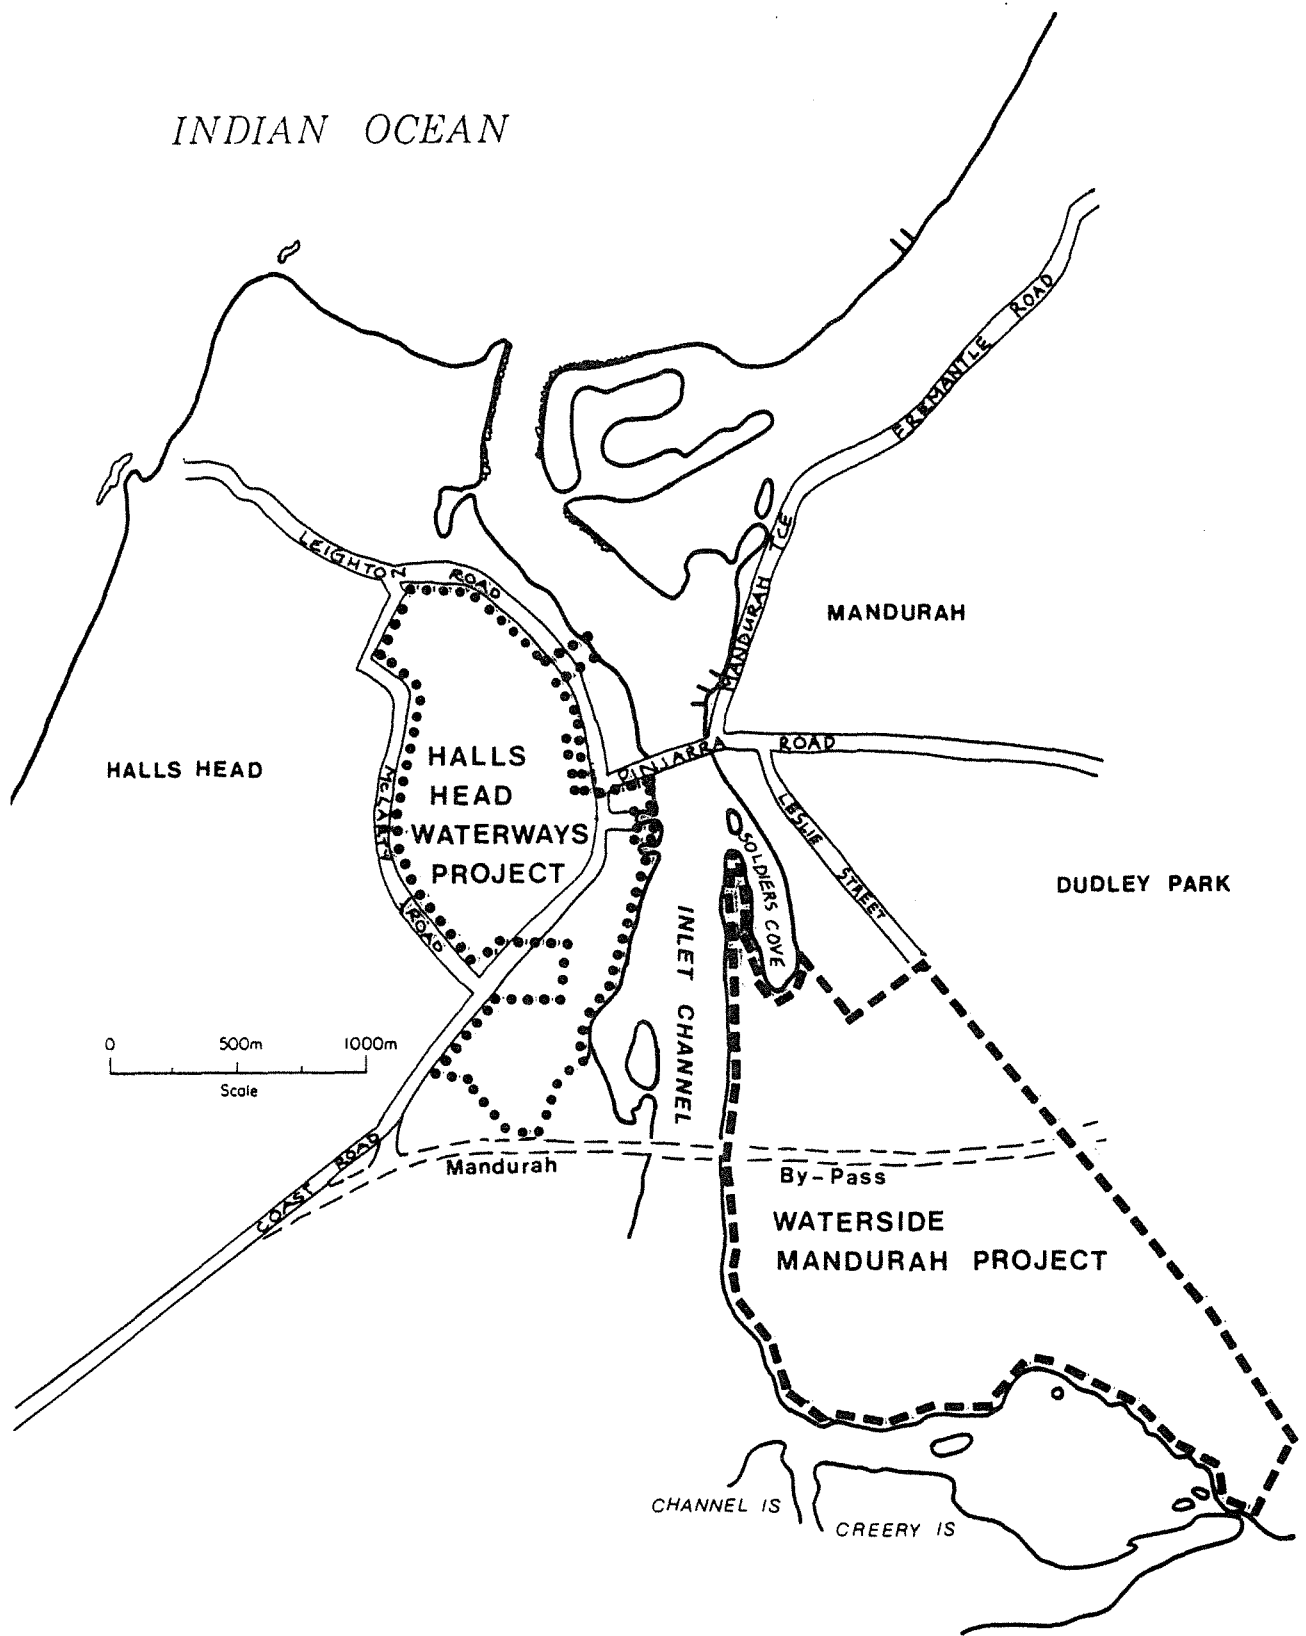 INDIAN OCEAN
FREMANTLE ROAD
MANDURAH TCE
LEIGHTON ROAD
MANDURAH
PINJARRA ROAD
HALLS HEAD
HALLS
HEAD
WATERWAYS
PROJECT
McLARTY ROAD
LESLIE STREET
SOLDIERS COVE
DUDLEY PARK
INLET CHANNEL
0 500m 1000m
Scale
COAST ROAD
Mandurah By-Pass
WATERSIDE
MANDURAH PROJECT
CHANNEL IS
CREERY IS